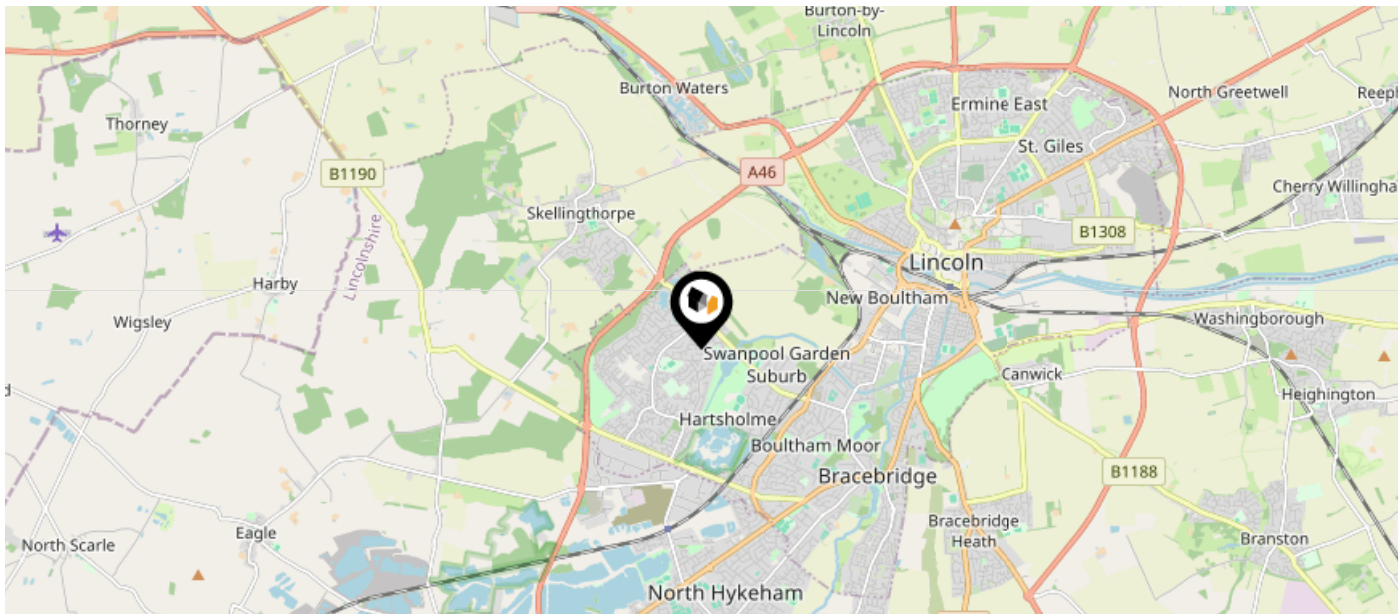 Burton-by-
Lincoln
Burton Waters
Ermine East
North Greetwell
Reeph
Thorney
St. Giles
A46
B1190
Cherry Willingha
Skellingthorpe
B1308
Lincolnshire
Lincoln
Harby
New Boultham
Wigsley
Washingborough
Swanpool Garden
Suburb
Canwick
d
Heighington
Hartsholme
Boultham Moor
B1188
Bracebridge
Bracebridge
Heath
Eagle
North Scarle
Branston
North Hykeham